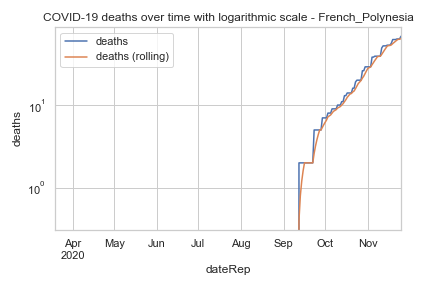 COVID-19 deaths over time with logarithmic scale - French_Polynesia
deaths
deaths (rolling)
deaths
10¹
10⁰
Apr May Jun Jul Aug Sep Oct Nov
2020
dateRep